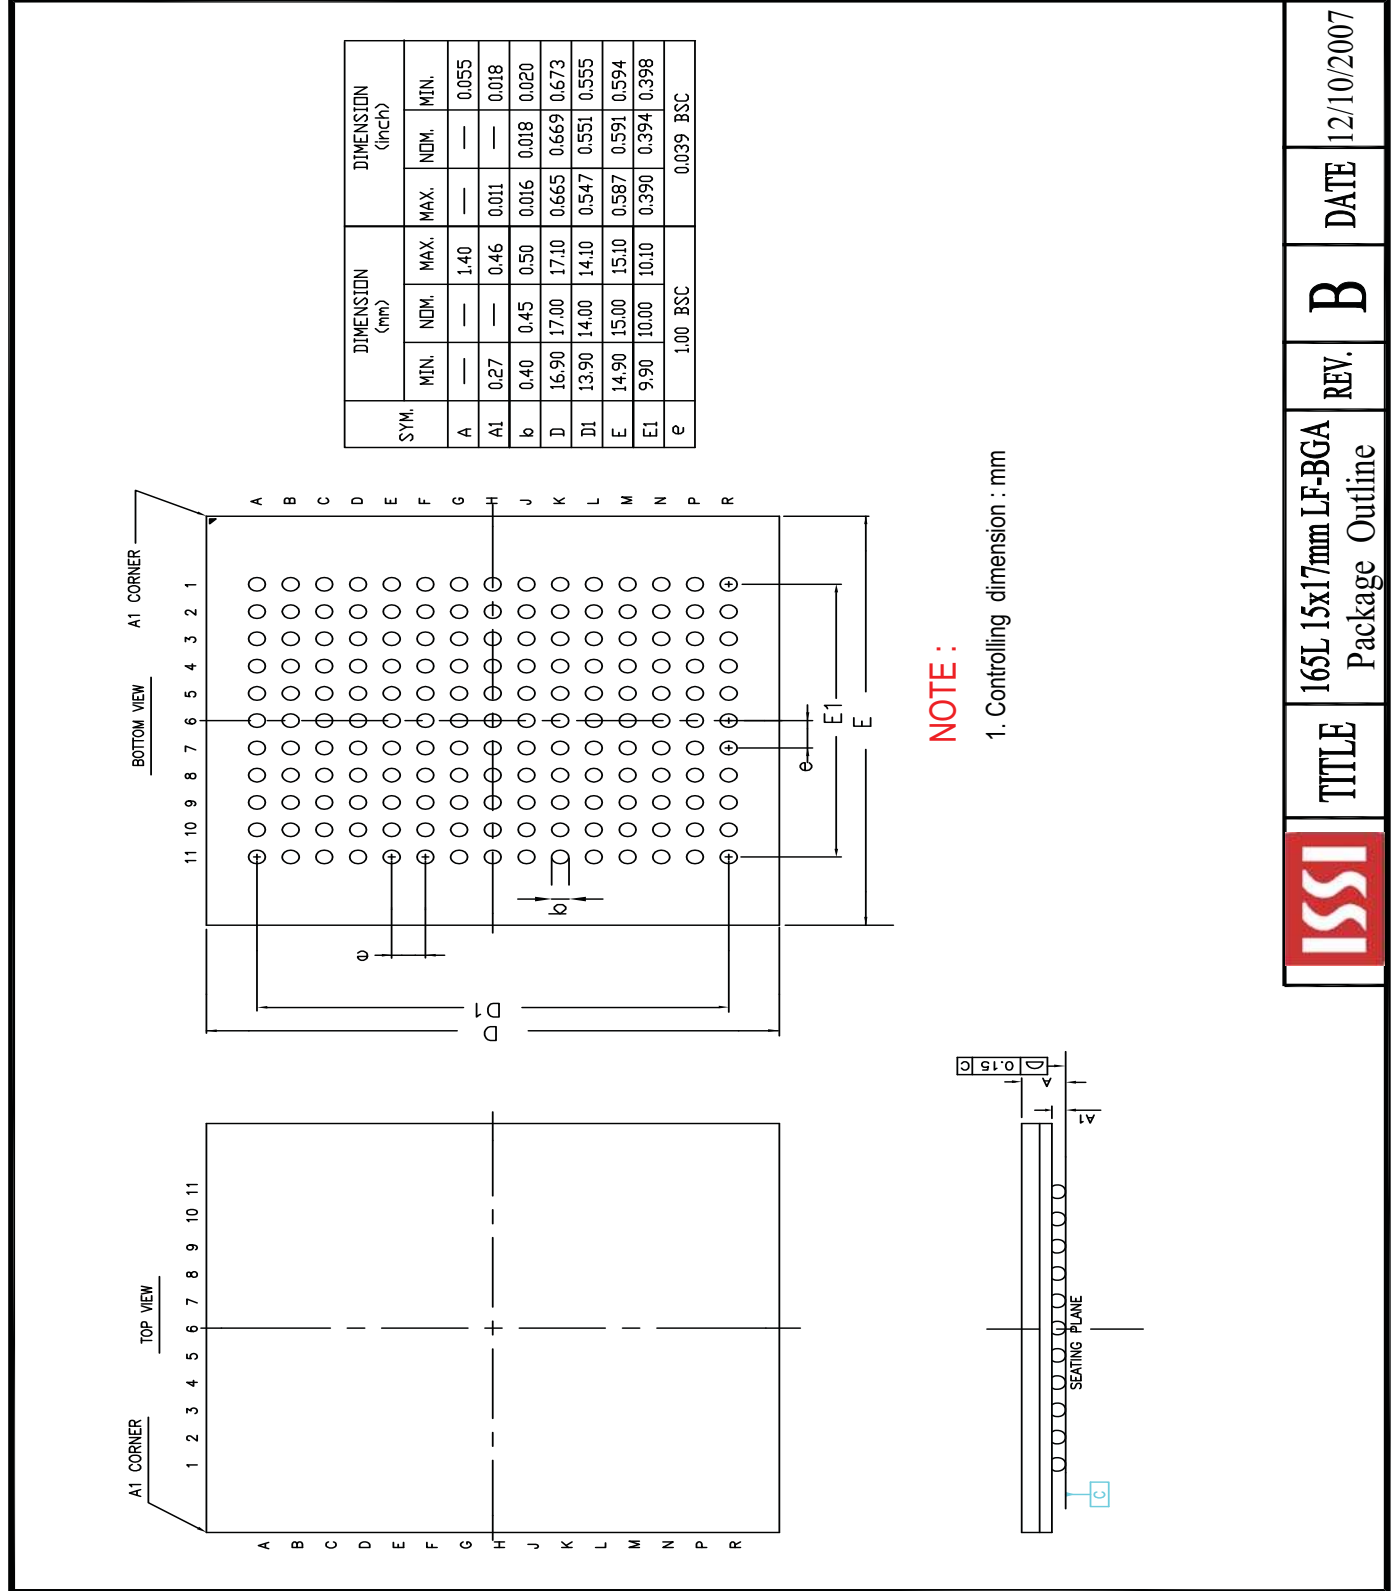 A1 CORNER
TOP VIEW
1 2 3 4 5 6 7 8 9 10 11
A
B
C
D
E
F
G
H
J
K
L
M
N
P
R
BOTTOM VIEW
A1 CORNER
11 10 9 8 7 6 5 4 3 2 1
A
B
C
D
E
F
G
H
J
K
L
M
N
P
R
D
D1
e
b
e
E1
E
SYM.
DIMENSION
(mm)
DIMENSION
(inch)
MIN. NOM. MAX. MAX. NOM. MIN.
A — — 1.40 — — 0.055
A1 0.27 — 0.46 0.011 — 0.018
b 0.40 0.45 0.50 0.016 0.018 0.020
D 16.90 17.00 17.10 0.665 0.669 0.673
D1 13.90 14.00 14.10 0.547 0.551 0.555
E 14.90 15.00 15.10 0.587 0.591 0.594
E1 9.90 10.00 10.10 0.390 0.394 0.398
e 1.00 BSC 0.039 BSC
C
SEATING PLANE
A1
A
0.15 C
NOTE :
1. Controlling dimension : mm
ISSI
TITLE
165L 15x17mm LF-BGA
Package Outline
REV.
B
DATE
12/10/2007